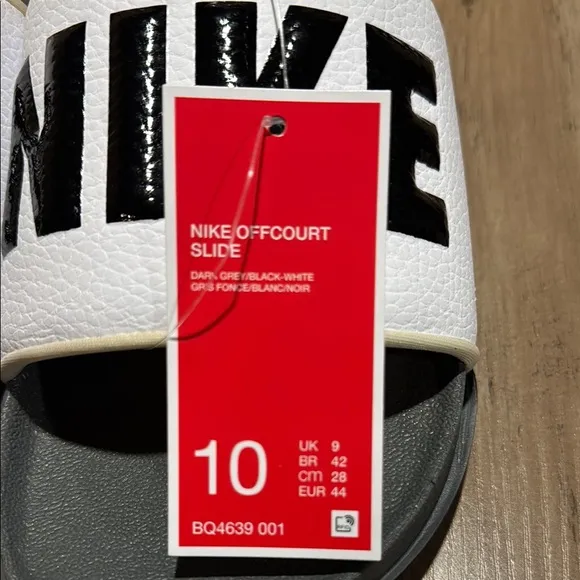 NIKE
NIKE OFFCOURT
SLIDE
DARK GREY/BLACK-WHITE
GRIS FONCE/BLANC/NOIR
10
UK 9
BR 42
cm 28
EUR 44
BQ4639 001